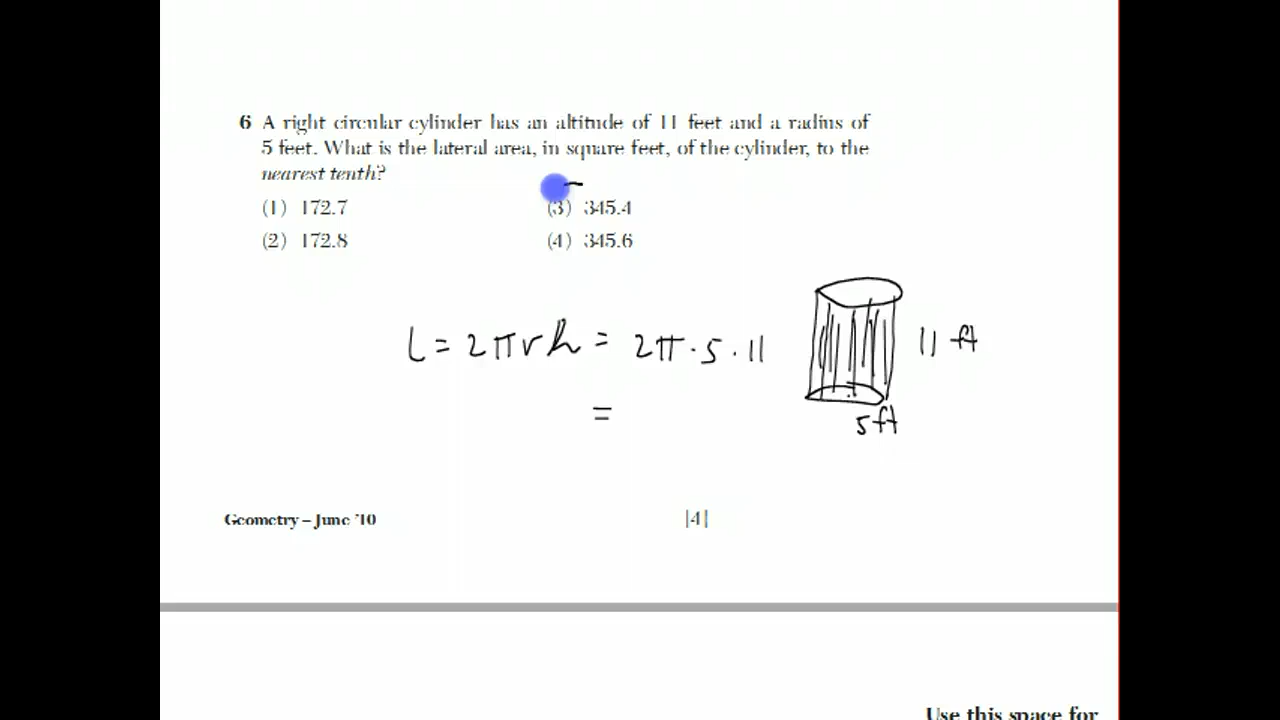 6 A right circular cylinder has an altitude of 11 feet and a radius of
5 feet. What is the lateral area, in square feet, of the cylinder, to the
nearest tenth?
(1) 172.7 (3) 345.4
(2) 172.8 (4) 345.6
L = 2πrh = 2π·5·11
=
11 ft
5ft
Geometry – June '10 [4]
Use this space for